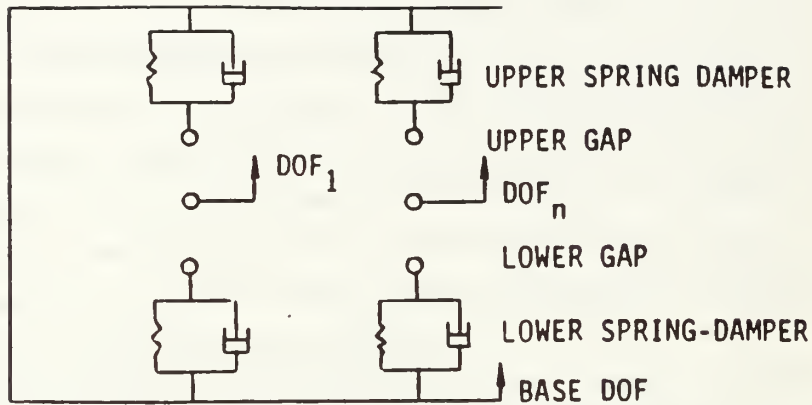 UPPER SPRING DAMPER
UPPER GAP
DOF₁
DOFₙ
LOWER GAP
LOWER SPRING-DAMPER
BASE DOF